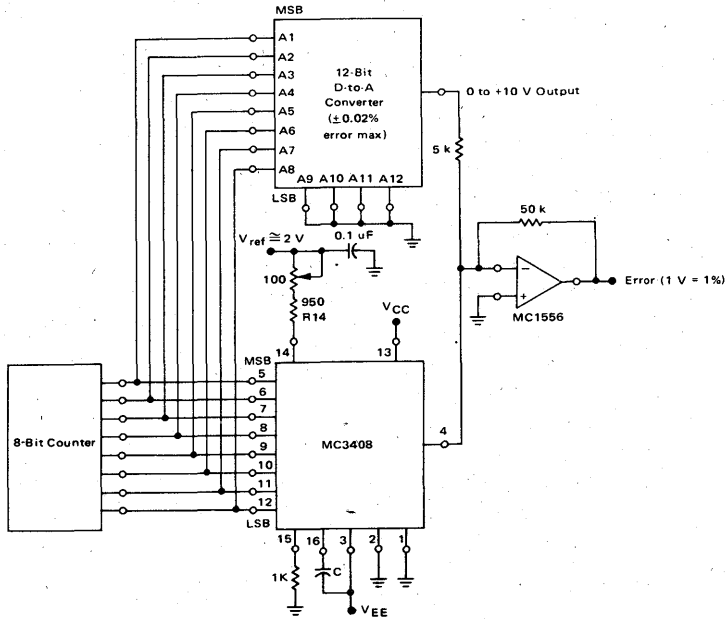 MSB
A1
A2
A3
A4
A5
A6
A7
A8
12-Bit
D-to-A
Converter
(±0.02%
error max)
A9 A10 A11 A12
LSB
0 to +10 V Output
5 k
50 k
Vref ≅ 2 V
0.1 uF
100
950
R14
VCC
− 
+
MC1556
Error (1 V = 1%)
14
13
MSB
5
6
7
8
9
10
11
12
LSB
8-Bit Counter
MC3408
4
15
16
3
2
1
1K
C
VEE